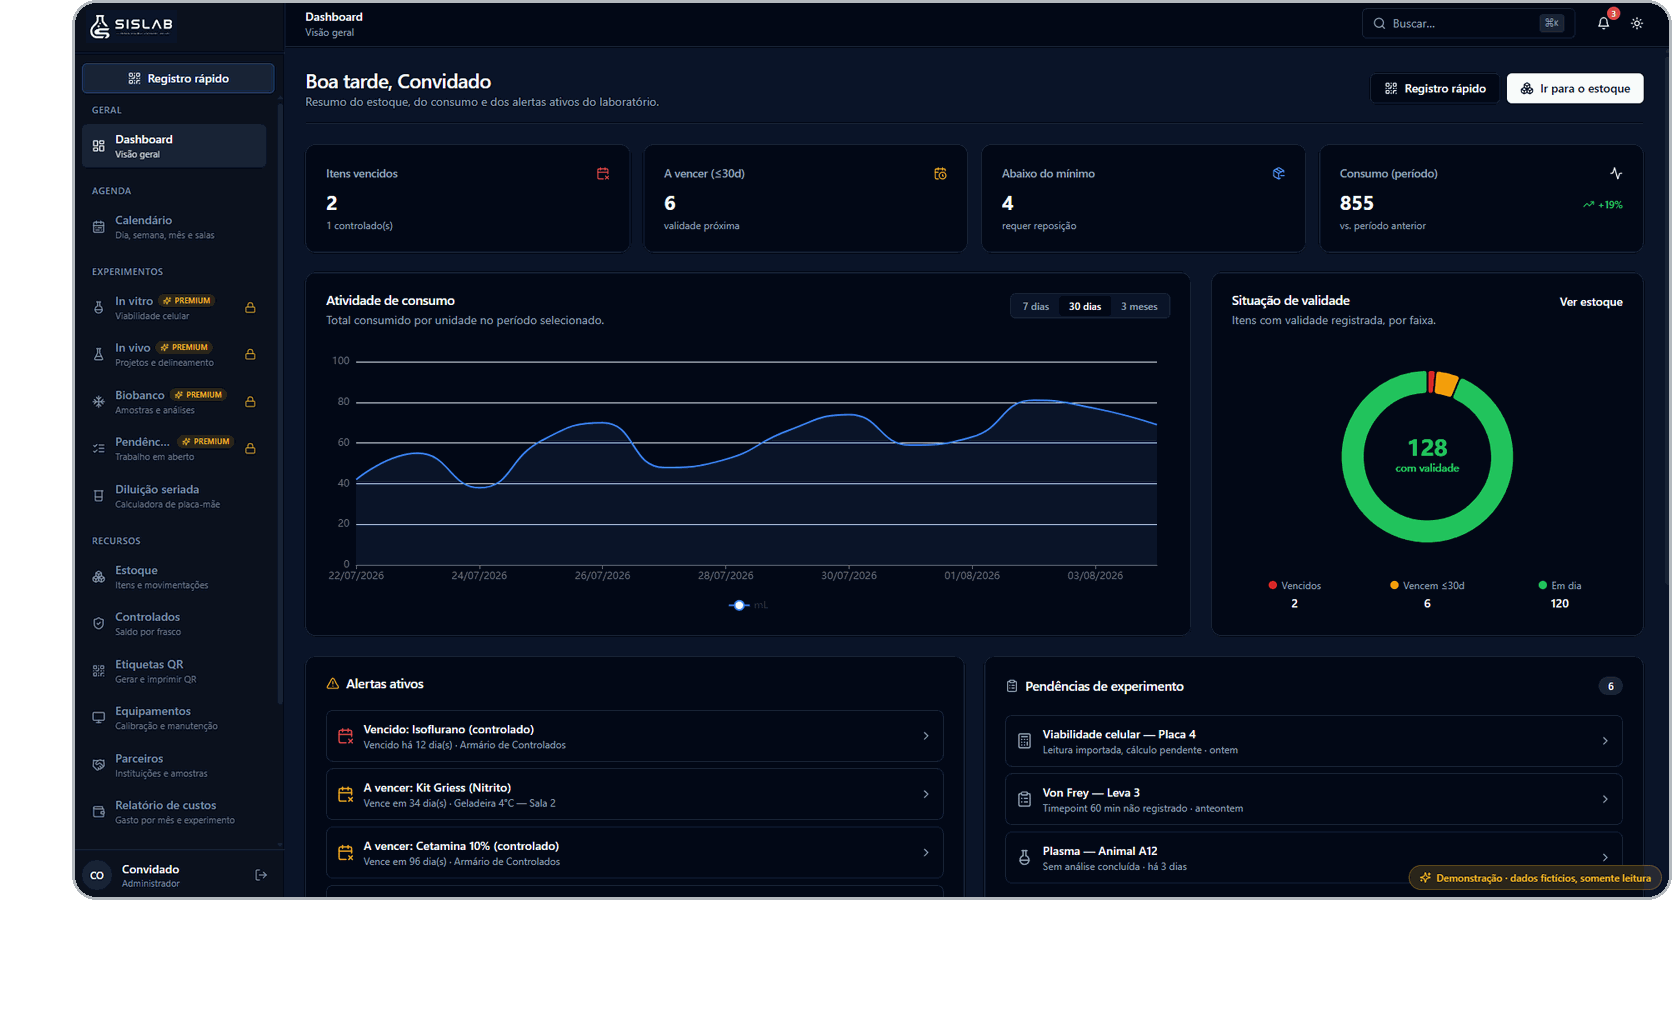 SISLAB
Registro rápido
GERAL
Dashboard
Visão geral
AGENDA
Calendário
Dia, semana, mês e salas
EXPERIMENTOS
In vitro PREMIUM
Viabilidade celular
In vivo PREMIUM
Projetos e delineamento
Biobanco PREMIUM
Amostras e análises
Pendênc... PREMIUM
Trabalho em aberto
Diluição seriada
Calculadora de placa-mãe
RECURSOS
Estoque
Itens e movimentações
Controlados
Saldo por frasco
Etiquetas QR
Gerar e imprimir QR
Equipamentos
Calibração e manutenção
Parceiros
Instituições e amostras
Relatório de custos
Gasto por mês e experimento
CO
Convidado
Administrador
Dashboard
Visão geral
Buscar... ⌘K
3
Boa tarde, Convidado
Resumo do estoque, do consumo e dos alertas ativos do laboratório.
Registro rápido
Ir para o estoque
Itens vencidos
2
1 controlado(s)
A vencer (≤30d)
6
validade próxima
Abaixo do mínimo
4
requer reposição
Consumo (período)
855
+19%
vs. período anterior
Atividade de consumo
Total consumido por unidade no período selecionado.
7 dias 30 dias 3 meses
100
80
60
40
20
0
22/07/2026 24/07/2026 26/07/2026 28/07/2026 30/07/2026 01/08/2026 03/08/2026
mL
Situação de validade
Itens com validade registrada, por faixa.
Ver estoque
128
com validade
Vencidos
2
Vencem ≤30d
6
Em dia
120
Alertas ativos
Vencido: Isoflurano (controlado)
Vencido há 12 dia(s) · Armário de Controlados
A vencer: Kit Griess (Nitrito)
Vence em 34 dia(s) · Geladeira 4°C — Sala 2
A vencer: Cetamina 10% (controlado)
Vence em 96 dia(s) · Armário de Controlados
Pendências de experimento
6
Viabilidade celular — Placa 4
Leitura importada, cálculo pendente · ontem
Von Frey — Leva 3
Timepoint 60 min não registrado · anteontem
Plasma — Animal A12
Sem análise concluída · há 3 dias
Demonstração · dados fictícios, somente leitura